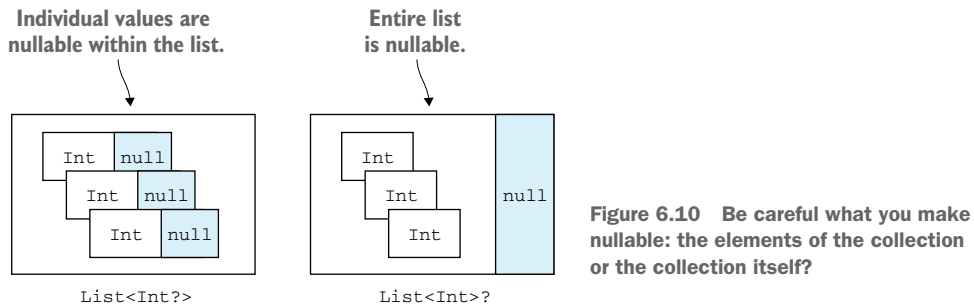 Individual values are
nullable within the list.
Int null
Int null
Int null
List<Int?>
Entire list
is nullable.
Int
Int
Int
null
List<Int>?
Figure 6.10 Be careful what you make
nullable: the elements of the collection
or the collection itself?